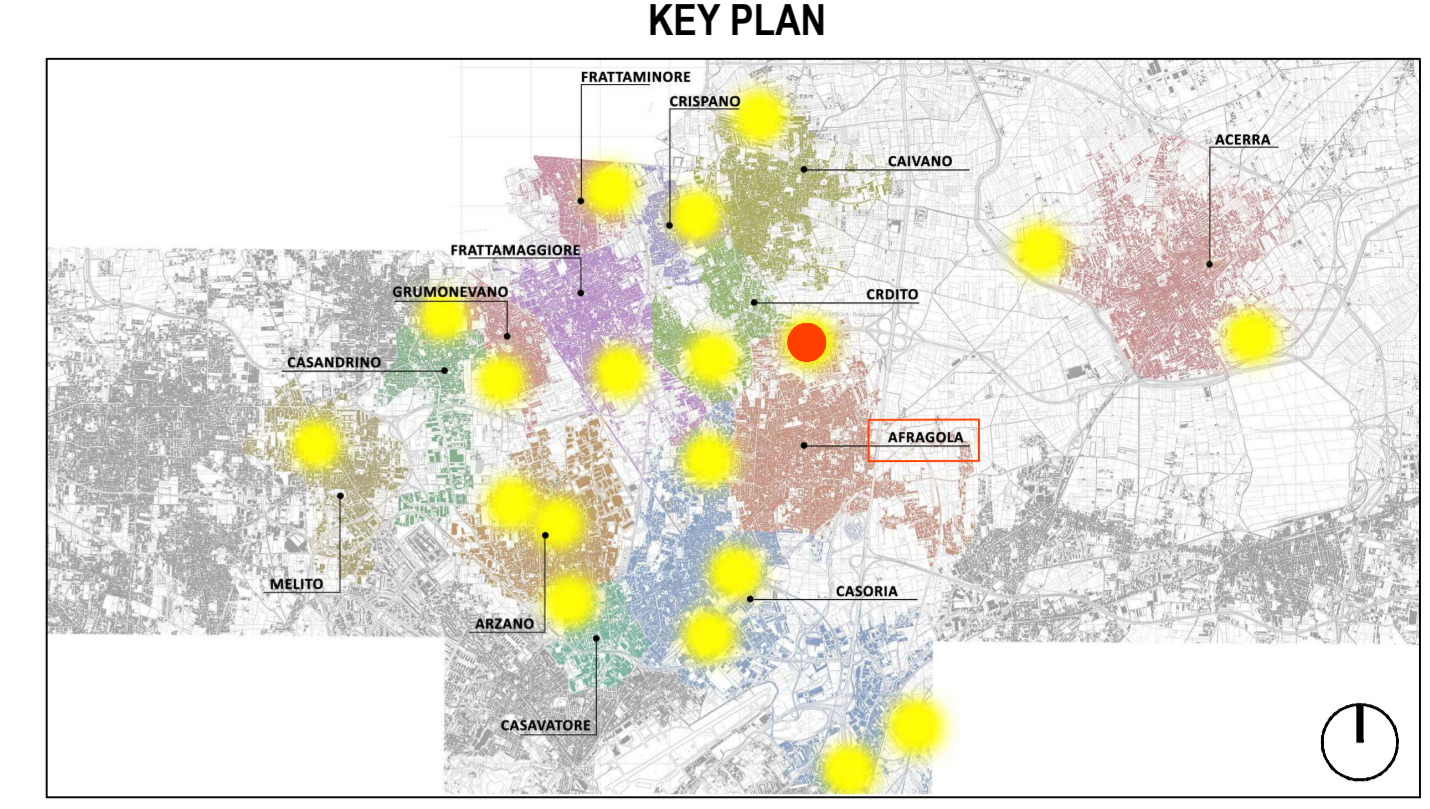 KEY PLAN
FRATTAMINORE
CRISPANO
CAIVANO
ACERRA
FRATTAMAGGIORE
GRUMONEVANO
CRDITO
CASANDRINO
AFRAGOLA
MELITO
ARZANO
CASORIA
CASAVATORE